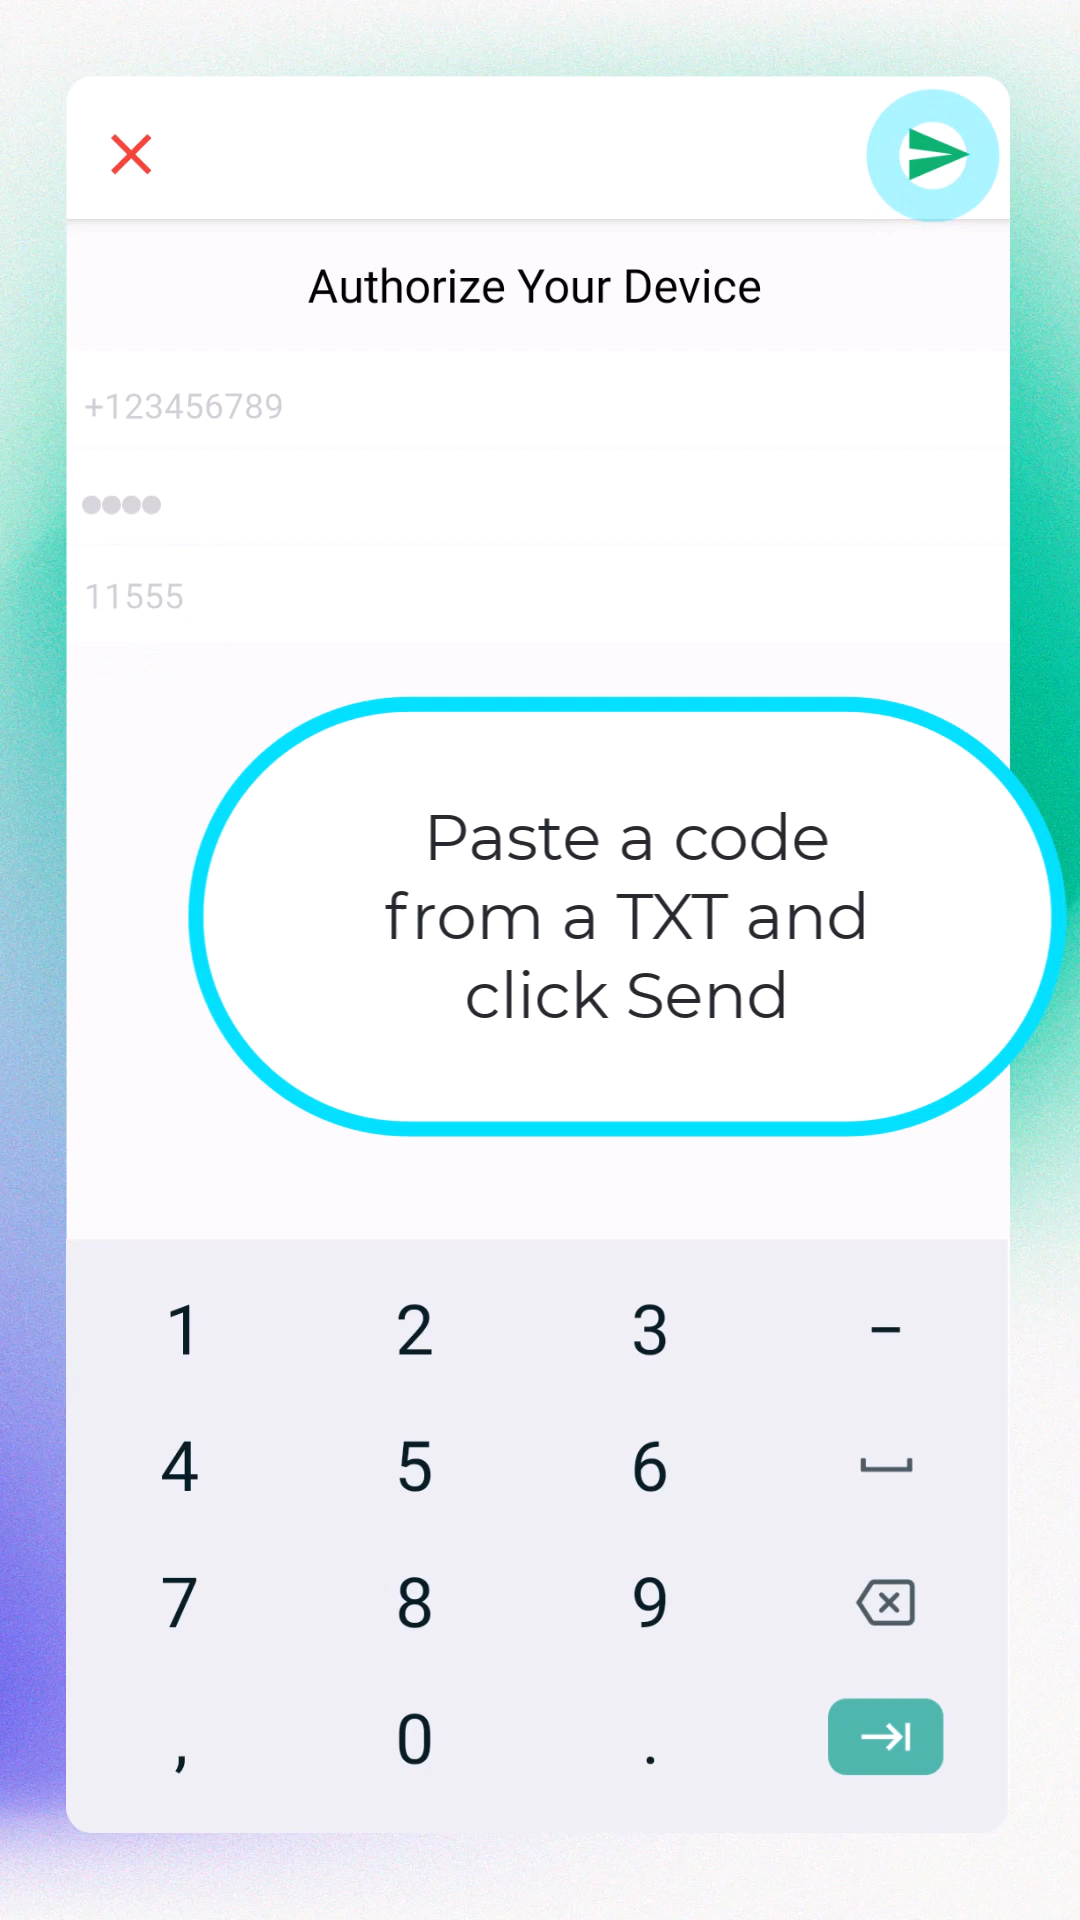 Authorize Your Device
+123456789
••••
11555
Paste a code
from a TXT and
click Send
1 2 3 –
4 5 6
7 8 9
, 0 .